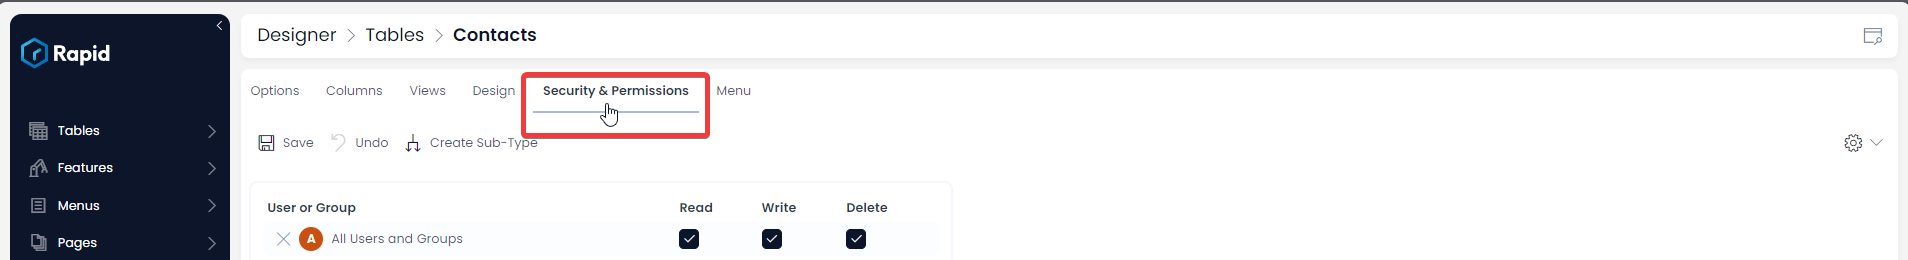 Rapid
Tables
Features
Menus
Pages
Designer > Tables > Contacts
Options Columns Views Design Security & Permissions Menu
Save Undo Create Sub-Type
User or Group Read Write Delete
A All Users and Groups